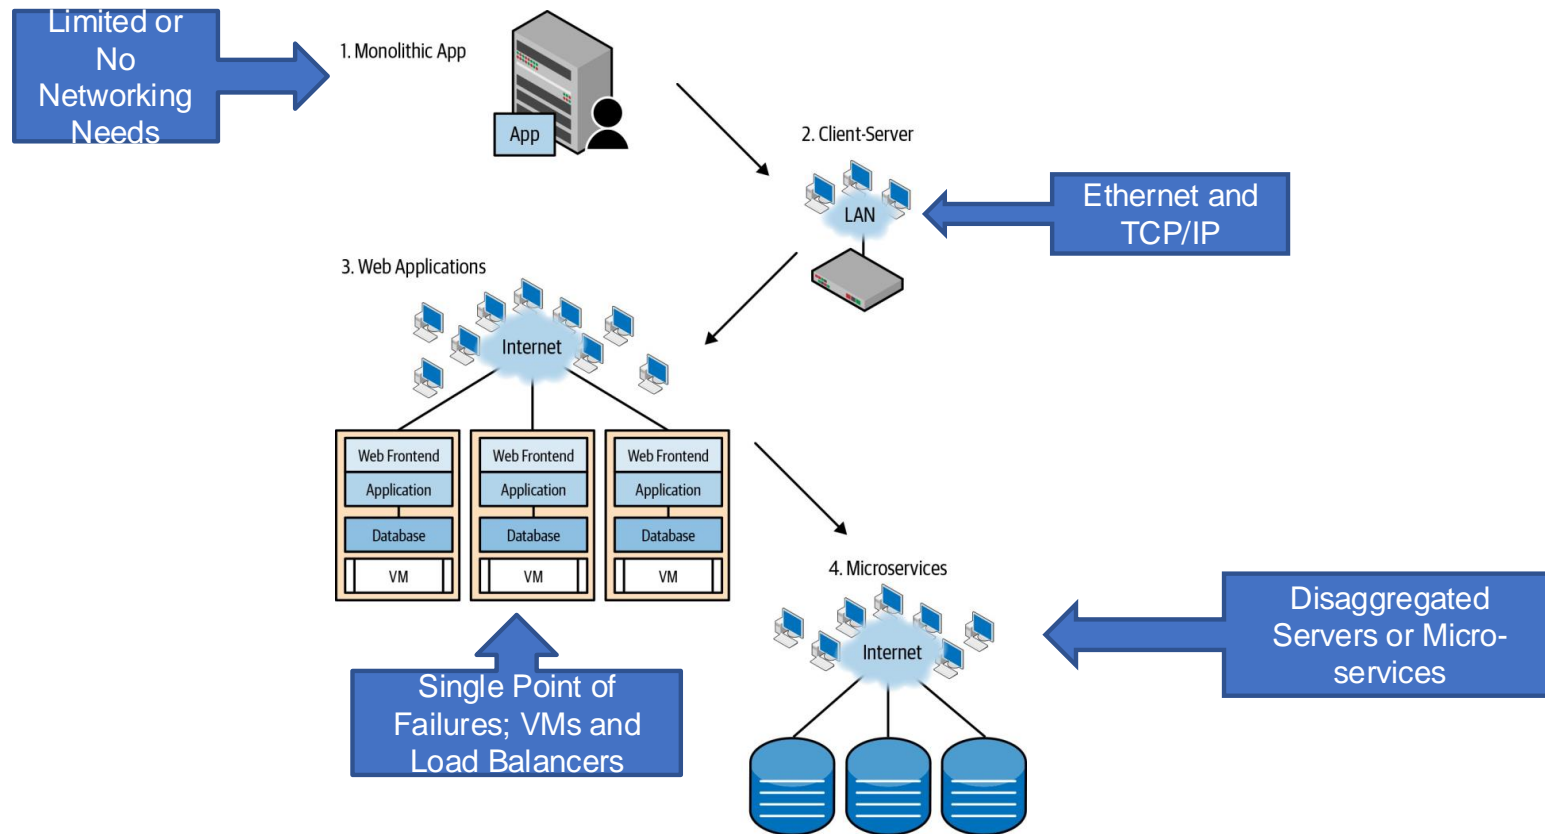 Limited or
No
Networking
Needs
1. Monolithic App
App
2. Client-Server
LAN
Ethernet and
TCP/IP
3. Web Applications
Internet
Web Frontend
Application
Database
VM
Web Frontend
Application
Database
VM
Web Frontend
Application
Database
VM
Single Point of
Failures; VMs and
Load Balancers
4. Microservices
Internet
Disaggregated
Servers or Micro-
services